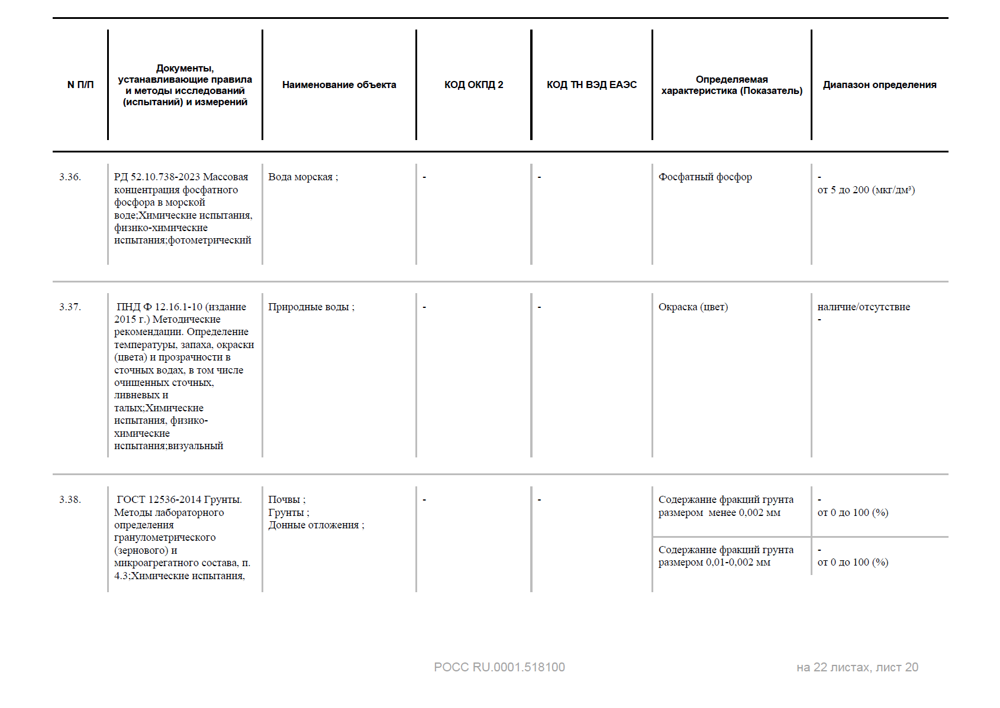 N П/П
Документы,
устанавливающие правила
и методы исследований
(испытаний) и измерений
Наименование объекта
КОД ОКПД 2
КОД ТН ВЭД ЕАЭС
Определяемая
характеристика (Показатель)
Диапазон определения
3.36.
РД 52.10.738-2023 Массовая
концентрация фосфатного
фосфора в морской
воде;Химические испытания,
физико-химические
испытания;фотометрический
Вода морская ;
-
-
Фосфатный фосфор
-
от 5 до 200 (мкг/дм³)
3.37.
ПНД Ф 12.16.1-10 (издание
2015 г.) Методические
рекомендации. Определение
температуры, запаха, окраски
(цвета) и прозрачности в
сточных водах, в том числе
очищенных сточных,
ливневых и
талых;Химические
испытания, физико-
химические
испытания;визуальный
Природные воды ;
-
-
Окраска (цвет)
наличие/отсутствие
-
3.38.
ГОСТ 12536-2014 Грунты.
Методы лабораторного
определения
гранулометрического
(зернового) и
микроагрегатного состава, п.
4.3;Химические испытания,
Почвы ;
Грунты ;
Донные отложения ;
-
-
Содержание фракций грунта
размером  менее 0,002 мм
-
от 0 до 100 (%)
Содержание фракций грунта
размером 0,01-0,002 мм
-
от 0 до 100 (%)
РОСС RU.0001.518100
на 22 листах, лист 20